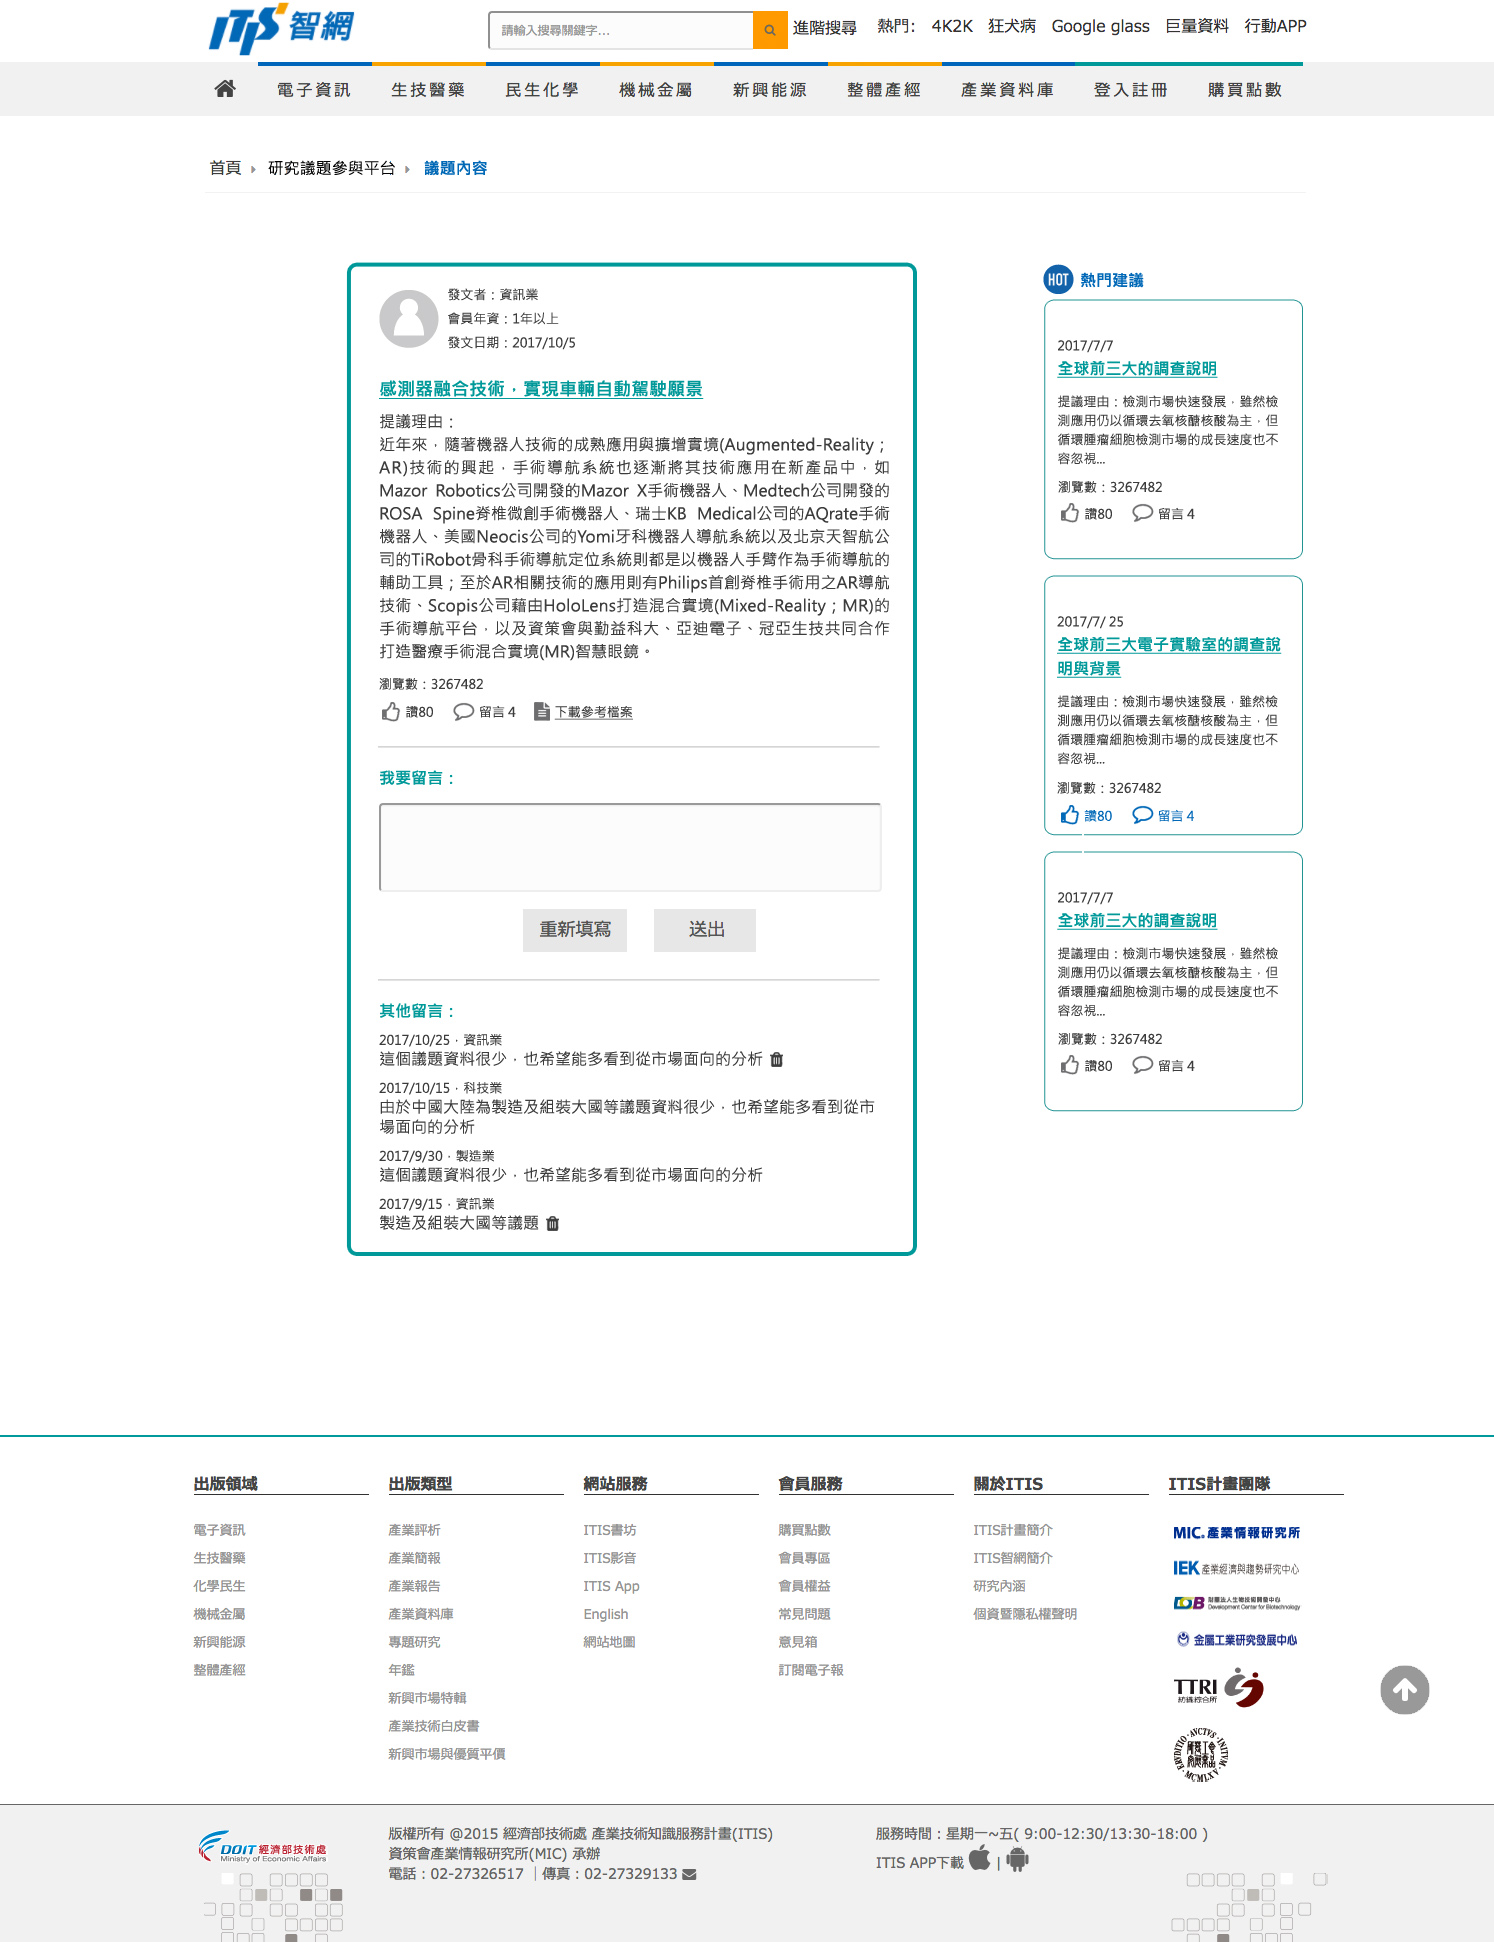 ITIS智網
請輸入搜尋關鍵字...
進階搜尋 熱門: 4K2K 狂犬病 Google glass 巨量資料 行動APP
電子資訊 生技醫藥 民生化學 機械金屬 新興能源 整體產經 產業資料庫 登入註冊 購買點數
首頁 研究議題參與平台 議題內容
發文者：資訊業
會員年資：1年以上
發文日期：2017/10/5
感測器融合技術，實現車輛自動駕駛願景
提議理由：
近年來，隨著機器人技術的成熟應用與擴增實境(Augmented-Reality；
AR)技術的興起，手術導航系統也逐漸將其技術應用在新產品中，如
Mazor Robotics公司開發的Mazor X手術機器人、Medtech公司開發的
ROSA Spine脊椎微創手術機器人、瑞士KB Medical公司的AQrate手術
機器人、美國Neocis公司的Yomi牙科機器人導航系統以及北京天智航公
司的TiRobot骨科手術導航定位系統則都是以機器人手臂作為手術導航的
輔助工具；至於AR相關技術的應用則有Philips首創脊椎手術用之AR導航
技術、Scopis公司藉由HoloLens打造混合實境(Mixed-Reality；MR)的
手術導航平台，以及資策會與勤益科大、亞迪電子、冠亞生技共同合作
打造醫療手術混合實境(MR)智慧眼鏡。
瀏覽數：3267482
讚80 留言 4 下載參考檔案
我要留言：
重新填寫 送出
其他留言：
2017/10/25．資訊業
這個議題資料很少，也希望能多看到從市場面向的分析
2017/10/15．科技業
由於中國大陸為製造及組裝大國等議題資料很少，也希望能多看到從市
場面向的分析
2017/9/30．製造業
這個議題資料很少，也希望能多看到從市場面向的分析
2017/9/15．資訊業
製造及組裝大國等議題
HOT 熱門建議
2017/7/7
全球前三大的調查說明
提議理由：檢測市場快速發展，雖然檢
測應用仍以循環去氧核醣核酸為主，但
循環腫瘤細胞檢測市場的成長速度也不
容忽視...
瀏覽數：3267482
讚80 留言 4
2017/7/ 25
全球前三大電子實驗室的調查說
明與背景
提議理由：檢測市場快速發展，雖然檢
測應用仍以循環去氧核醣核酸為主，但
循環腫瘤細胞檢測市場的成長速度也不
容忽視...
瀏覽數：3267482
讚80 留言 4
2017/7/7
全球前三大的調查說明
提議理由：檢測市場快速發展，雖然檢
測應用仍以循環去氧核醣核酸為主，但
循環腫瘤細胞檢測市場的成長速度也不
容忽視...
瀏覽數：3267482
讚80 留言 4
出版領域
電子資訊
生技醫藥
化學民生
機械金屬
新興能源
整體產經
出版類型
產業評析
產業簡報
產業報告
產業資料庫
專題研究
年鑑
新興市場特輯
產業技術白皮書
新興市場與優質平價
網站服務
ITIS書坊
ITIS影音
ITIS App
English
網站地圖
會員服務
購買點數
會員專區
會員權益
常見問題
意見箱
訂閱電子報
關於ITIS
ITIS計畫簡介
ITIS智網簡介
研究內涵
個資暨隱私權聲明
ITIS計畫團隊
MIC. 產業情報研究所
IEK 產業經濟與趨勢研究中心
DCB 財團法人生物技術開發中心
Development Center for Biotechnology
金屬工業研究發展中心
TTRI
紡織綜合所
DOIT 經濟部技術處
Ministry of Economic Affairs
版權所有 @2015 經濟部技術處 產業技術知識服務計畫(ITIS)
資策會產業情報研究所(MIC) 承辦
電話：02-27326517 ｜傳真：02-27329133
服務時間：星期一~五( 9:00-12:30/13:30-18:00 )
ITIS APP下載 |